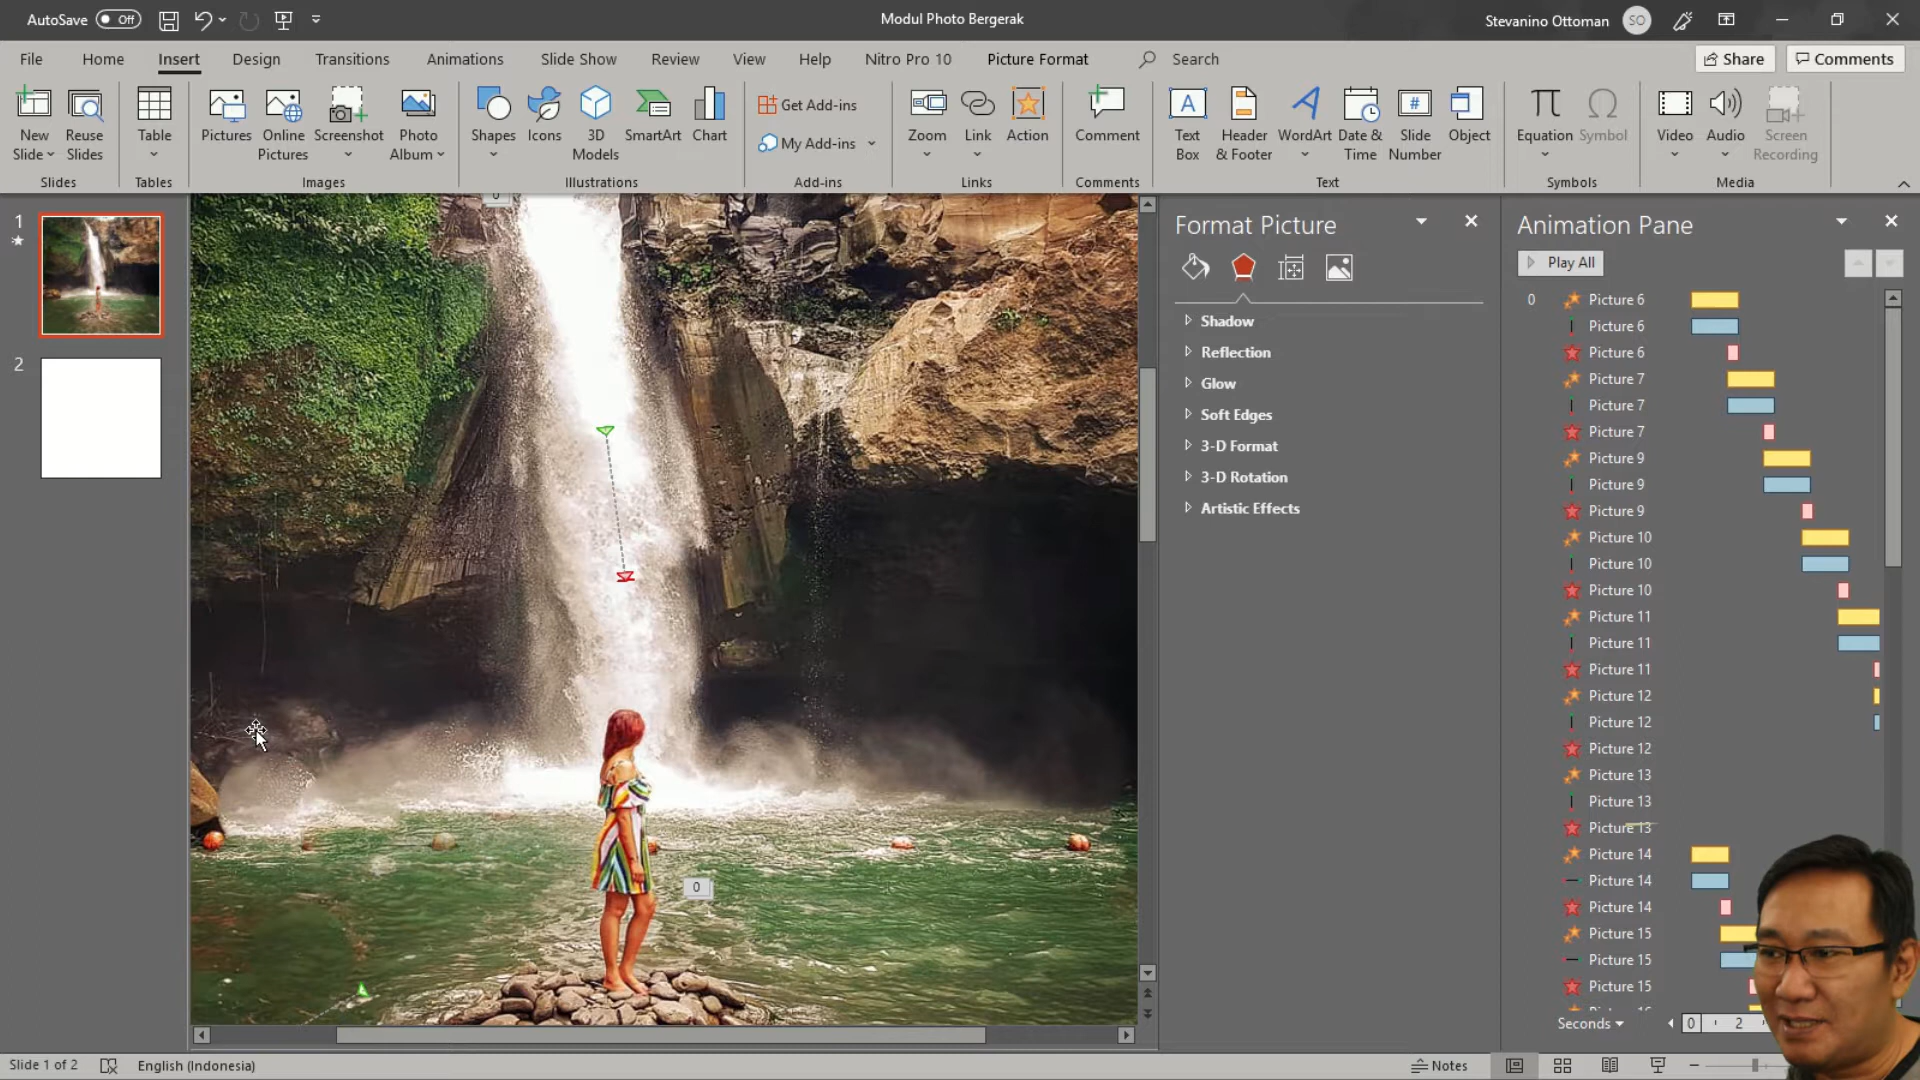 AutoSave Off
Modul Photo Bergerak
Stevanino Ottoman SO
File Home Insert Design Transitions Animations Slide Show Review View Help Nitro Pro 10 Picture Format Search
Share Comments
New Slide
Reuse Slides
Slides
Table
Tables
Pictures
Online Pictures
Screenshot
Photo Album
Images
Shapes
Icons
3D Models
SmartArt
Chart
Illustrations
Get Add-ins
My Add-ins
Add-ins
Zoom
Link
Action
Links
Comment
Comments
Text Box
Header & Footer
WordArt
Date & Time
Slide Number
Object
Text
Equation
Symbol
Symbols
Video
Audio
Screen Recording
Media
1
2
0
0
Format Picture
Shadow
Reflection
Glow
Soft Edges
3-D Format
3-D Rotation
Artistic Effects
Animation Pane
Play All
0 Picture 6
Picture 6
Picture 6
Picture 7
Picture 7
Picture 7
Picture 9
Picture 9
Picture 9
Picture 10
Picture 10
Picture 10
Picture 11
Picture 11
Picture 11
Picture 12
Picture 12
Picture 12
Picture 13
Picture 13
Picture 13
Picture 14
Picture 14
Picture 14
Picture 15
Picture 15
Picture 15
Seconds 0 2
Slide 1 of 2 English (Indonesia) Notes